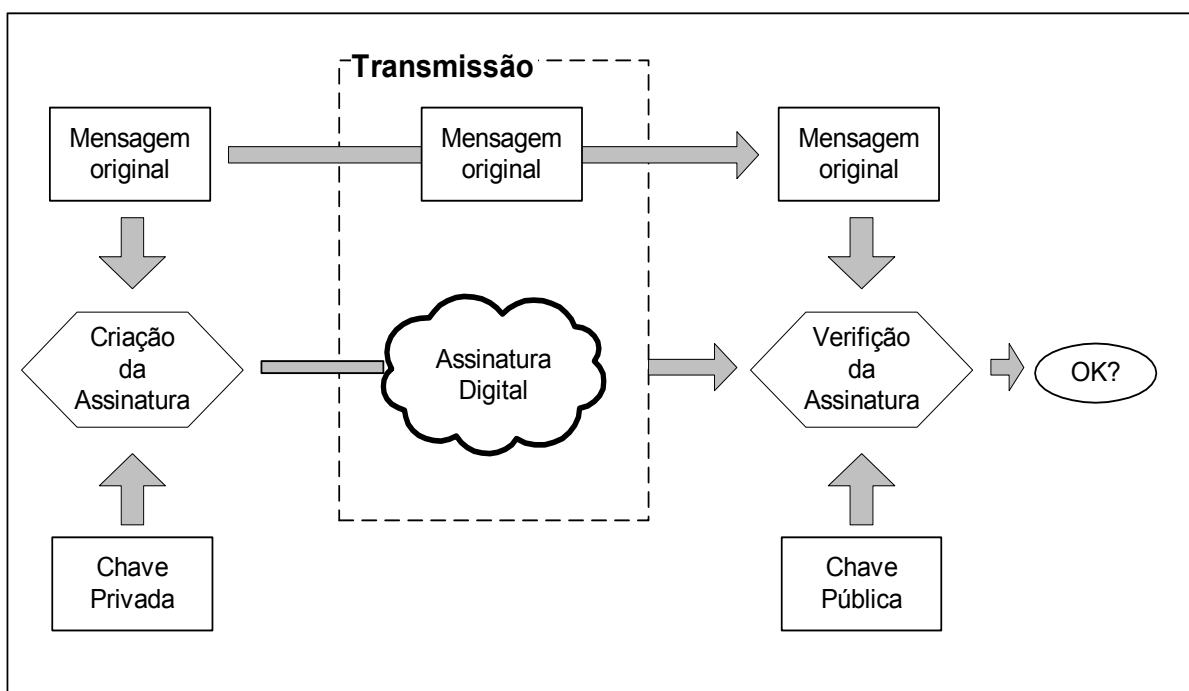 Transmissão
Mensagem
original
Mensagem
original
Mensagem
original
Criação
da
Assinatura
Assinatura
Digital
Verifição
da
Assinatura
OK?
Chave
Privada
Chave
Pública